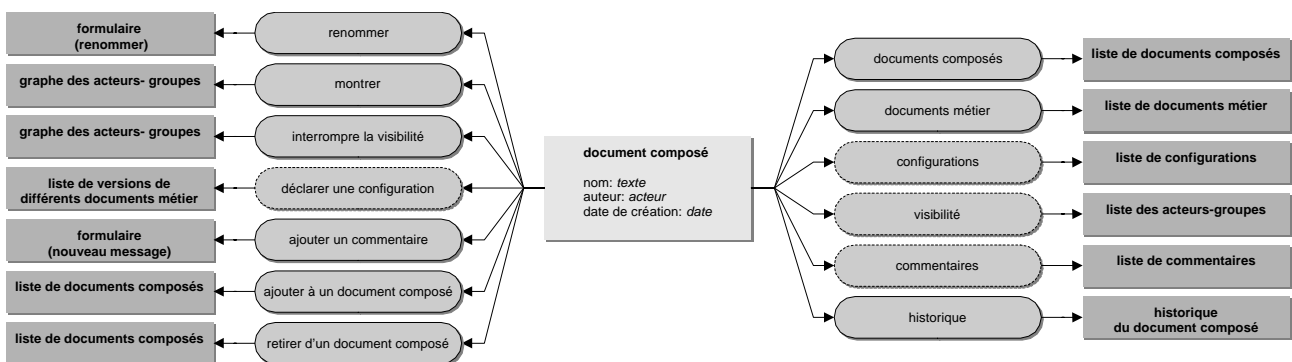 formulaire
(renommer)
renommer
graphe des acteurs- groupes
montrer
graphe des acteurs- groupes
interrompre la visibilité
liste de versions de
différents documents métier
déclarer une configuration
formulaire
(nouveau message)
ajouter un commentaire
liste de documents composés
ajouter à un document composé
liste de documents composés
retirer d'un document composé
document composé
nom: texte
auteur: acteur
date de création: date
documents composés
liste de documents composés
documents métier
liste de documents métier
configurations
liste de configurations
visibilité
liste des acteurs-groupes
commentaires
liste de commentaires
historique
historique
du document composé